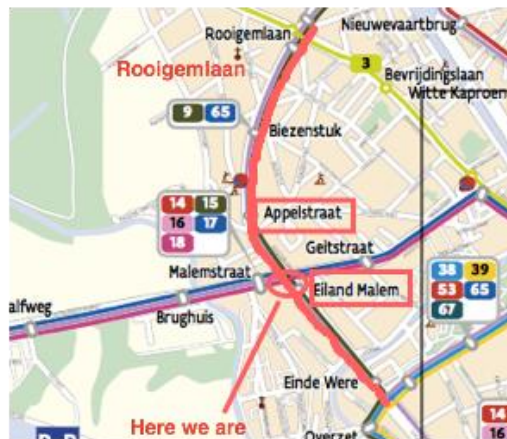 Rooigemlaan
Nieuwevaartbrug
Rooigemlaan
3
Bevrijdingslaan
Witte Kaproen
9 65
Biezenstuk
14 15
16 17
18
Appelstraat
Geitstraat
Malemstraat
Eiland Malem
38 39
53 65
67
alfweg
Brughuis
Einde Were
Here we are
Overzet
14
16